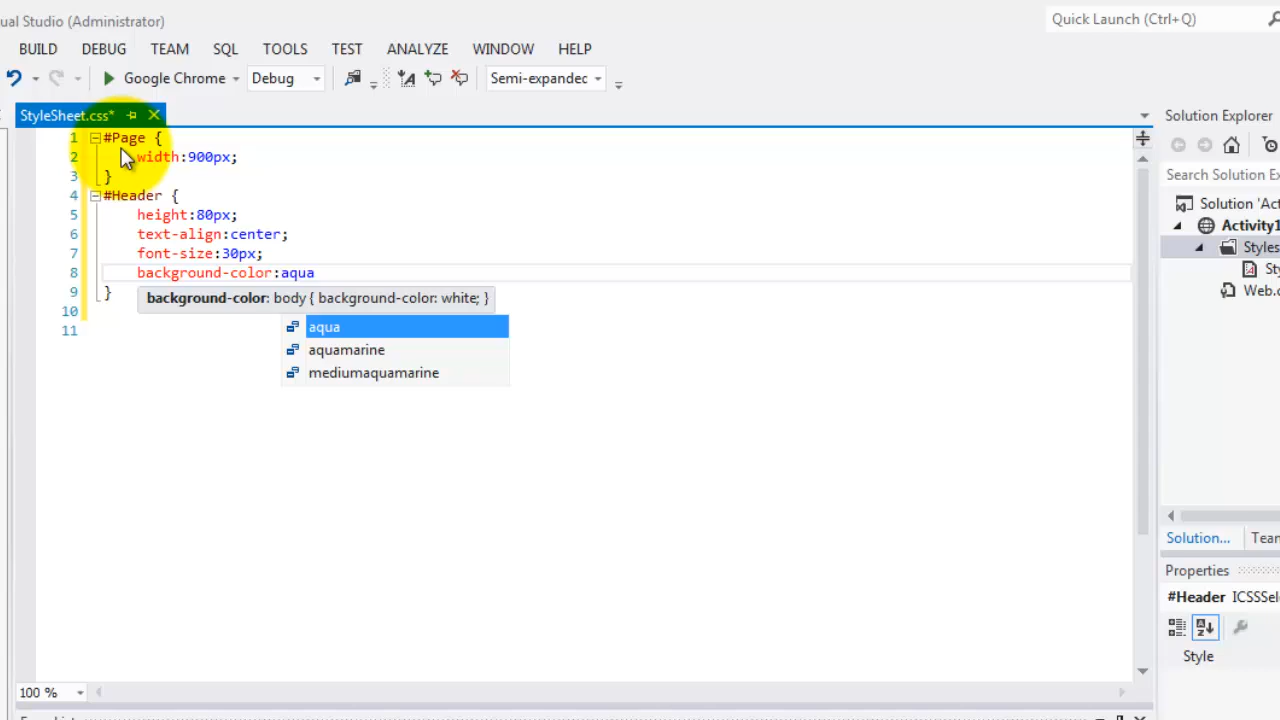 ual Studio (Administrator)
Quick Launch (Ctrl+Q)
BUILD DEBUG TEAM SQL TOOLS TEST ANALYZE WINDOW HELP
Google Chrome Debug Semi-expandec
StyleSheet.css*
Solution Explorer
1 #Page {
2 width:900px;
3 }
4 #Header {
5 height:80px;
6 text-align:center;
7 font-size:30px;
8 background-color:aqua
9 }
10
11
background-color: body { background-color: white; }
aqua
aquamarine
mediumaquamarine
Search Solution Ex
Solution 'Act
Activity1
Styles
Sty
Web.c
Solution... Team
Properties
#Header ICSSSel
Style
100 %